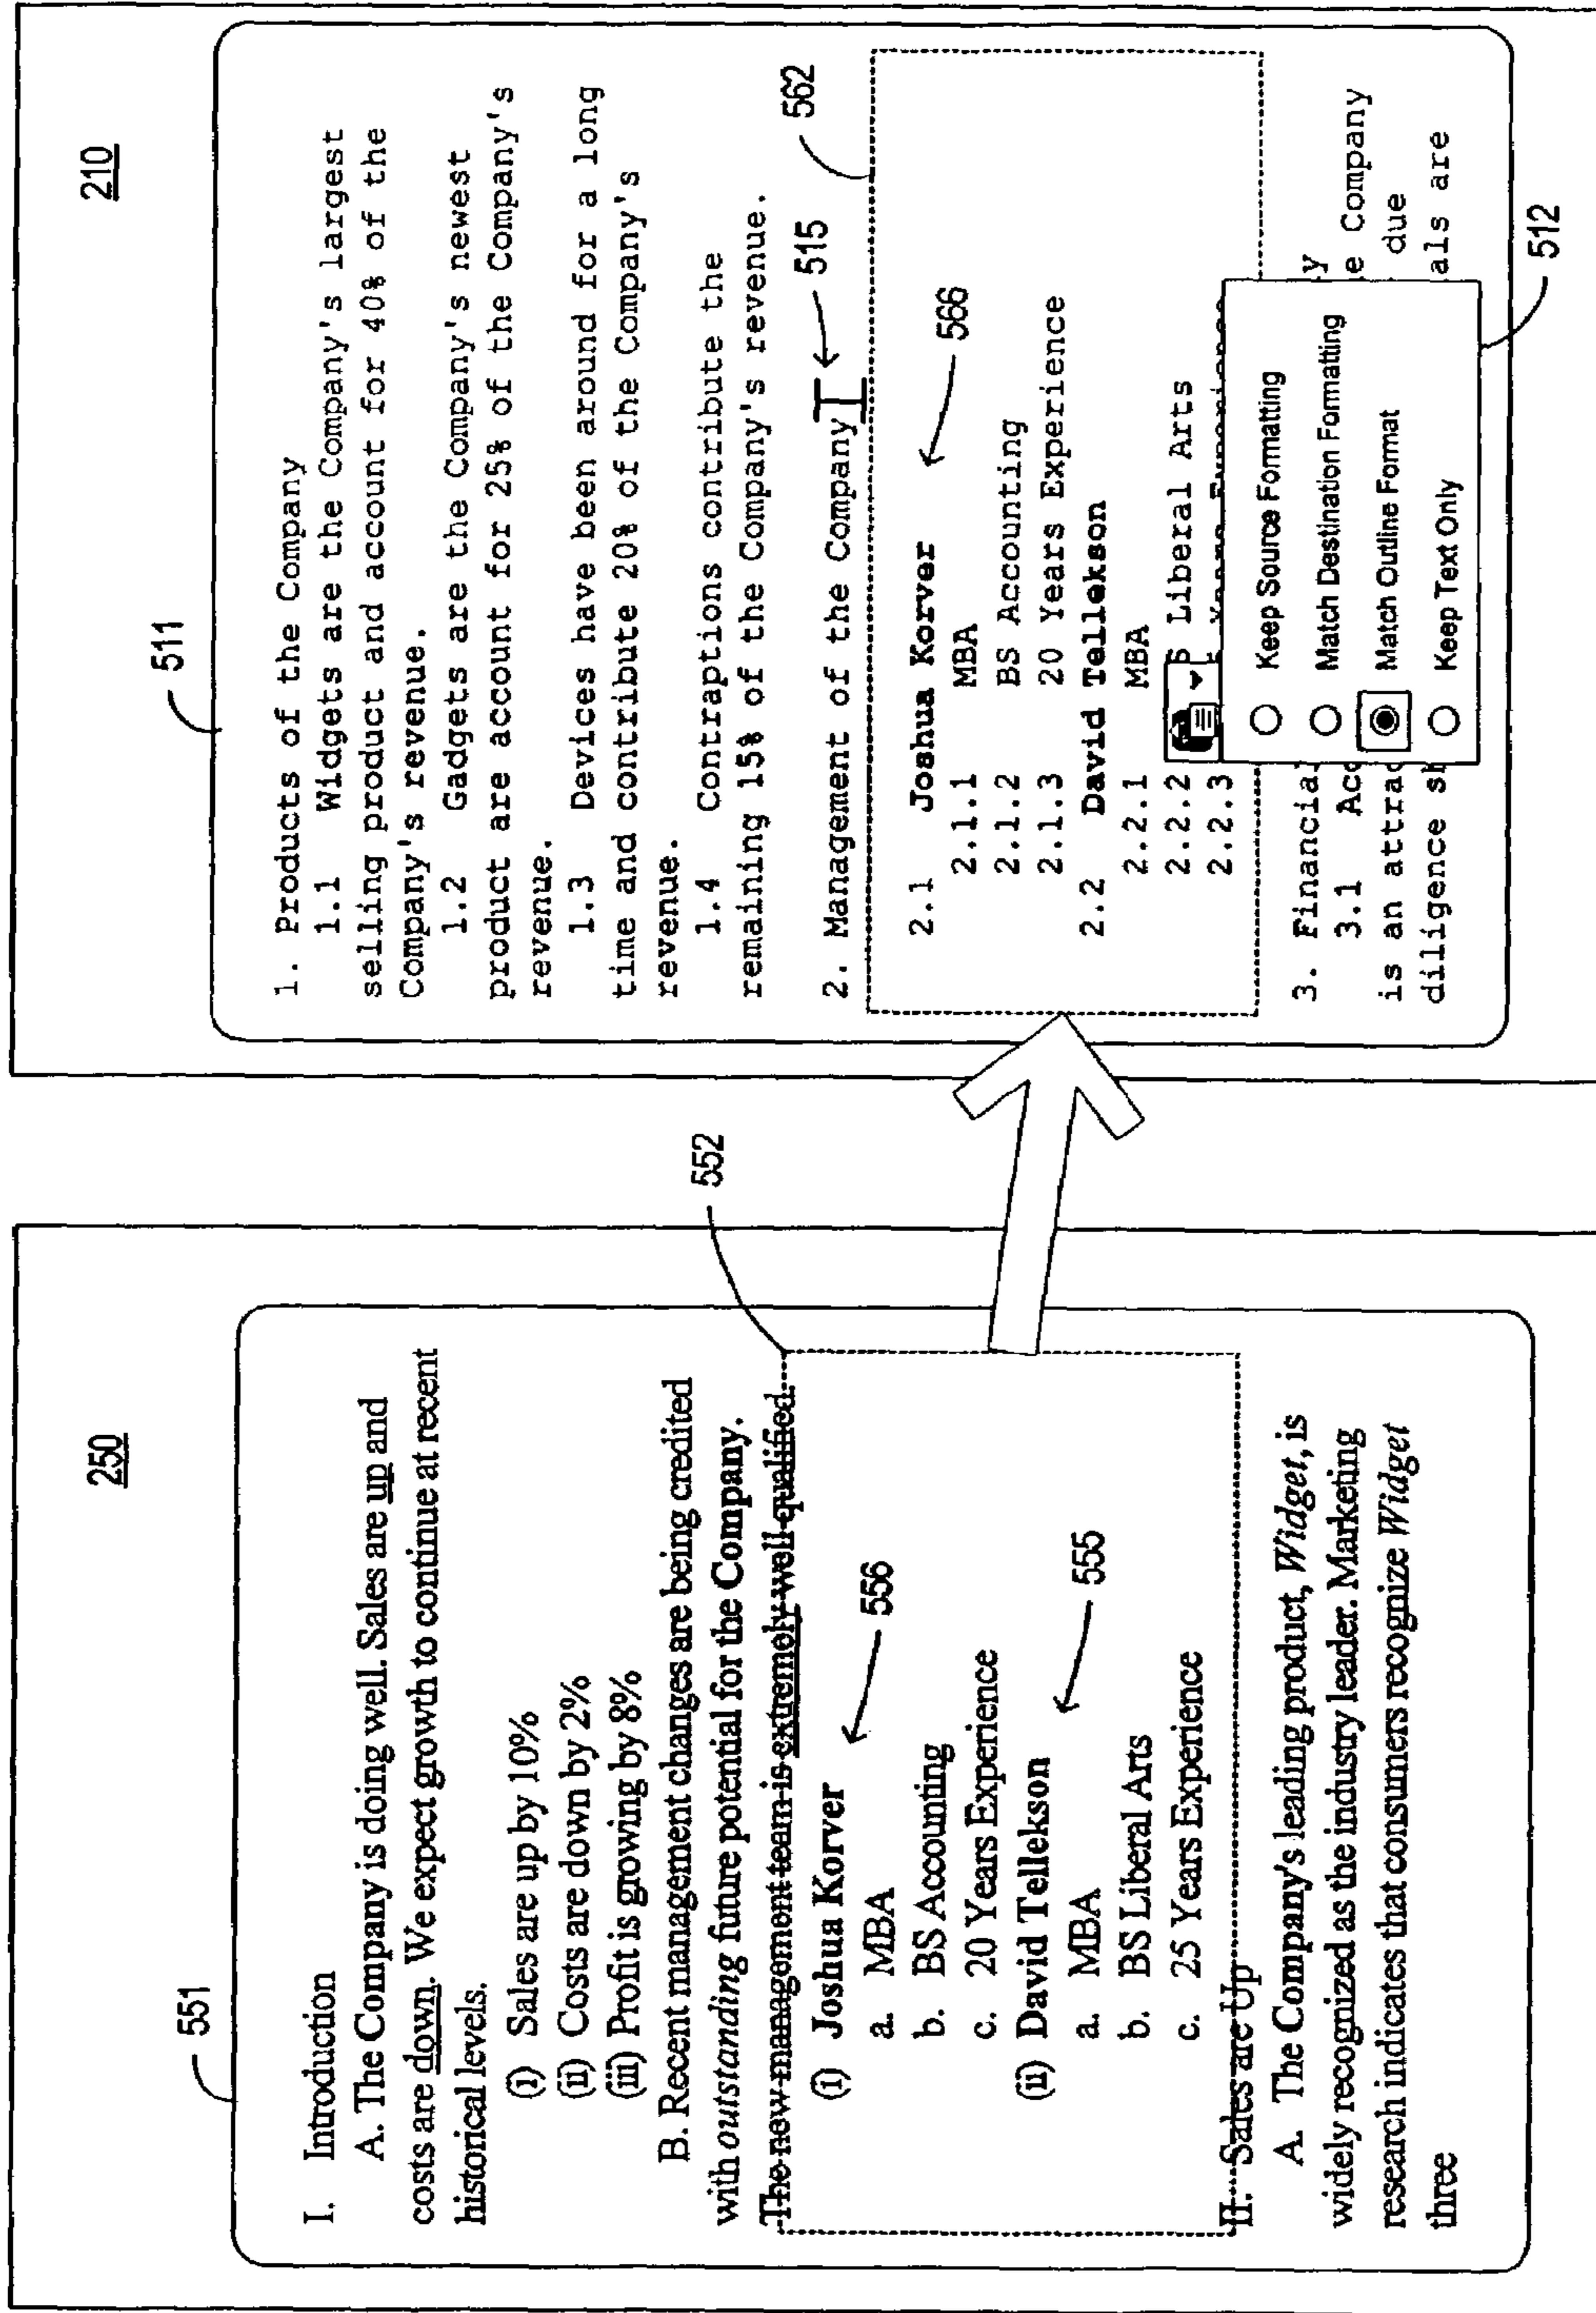 250
551
I. Introduction
A. The Company is doing well. Sales are up and
costs are down. We expect growth to continue at recent
historical levels.
(i) Sales are up by 10%
(ii) Costs are down by 2%
(iii) Profit is growing by 8%
B. Recent management changes are being credited
with outstanding future potential for the Company.
The new management team is extremely well qualified.
552
(i) Joshua Korver
556
a. MBA
b. BS Accounting
c. 20 Years Experience
(ii) David Tellekson
555
a. MBA
b. BS Liberal Arts
c. 25 Years Experience
II. Sales are Up
A. The Company's leading product, Widget, is
widely recognized as the industry leader. Marketing
research indicates that consumers recognize Widget
three
210
511
1. Products of the Company
1.1 Widgets are the Company's largest
selling product and account for 40% of the
Company's revenue.
1.2 Gadgets are the Company's newest
product are account for 25% of the Company's
revenue.
1.3 Devices have been around for a long
time and contribute 20% of the Company's
revenue.
1.4 Contraptions contribute the
remaining 15% of the Company's revenue.
515
562
2. Management of the Company
2.1 Joshua Korver
566
2.1.1 MBA
2.1.2 BS Accounting
2.1.3 20 Years Experience
2.2 David Tellekson
2.2.1 MBA
2.2.2 S Liberal Arts
2.2.3
Keep Source Formatting
Match Destination Formatting
Match Outline Format
Keep Text Only
3. Financial
3.1 Acc y
is an attrac e Company
due
diligence sh als are
512